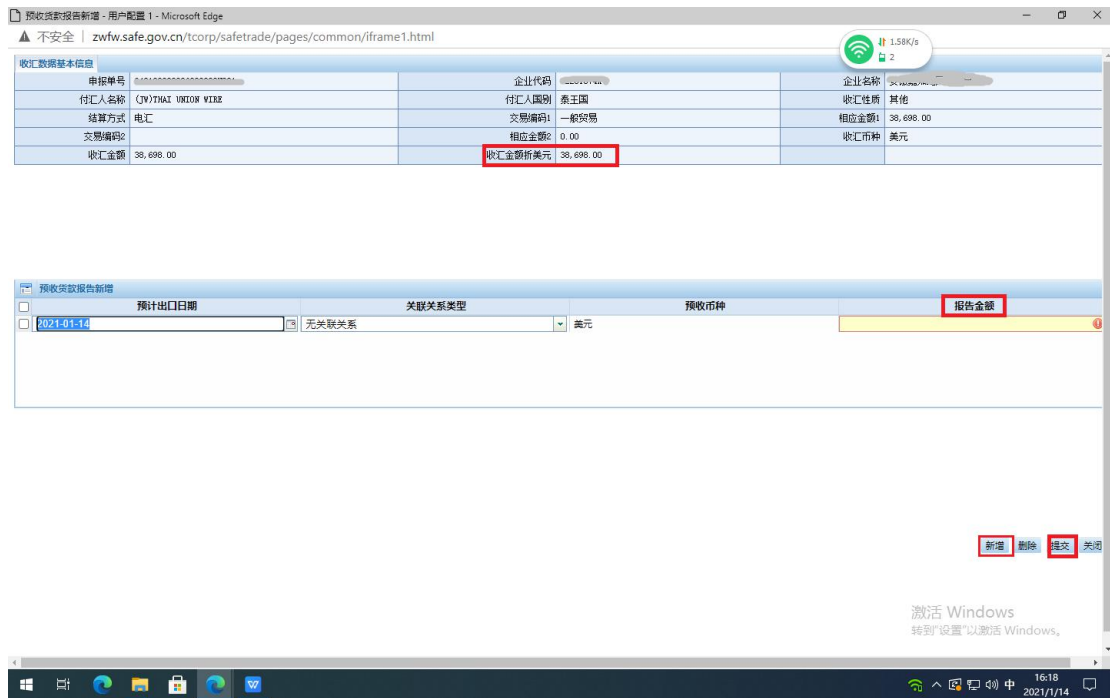 预收货款报告新增 - 用户配置 1 - Microsoft Edge
不安全 | zwfw.safe.gov.cn/tcorp/safetrade/pages/common/iframe1.html
1.58K/s
2
收汇数据基本信息
申报单号 企业代码 企业名称
付汇人名称 (JW)THAI UNION WIRE 付汇人国别 泰王国 收汇性质 其他
结算方式 电汇 交易编码1 一般贸易 相应金额1 38,698.00
交易编码2 相应金额2 0.00 收汇币种 美元
收汇金额 38,698.00 收汇金额折美元 38,698.00
预收货款报告新增
预计出口日期 关联关系类型 预收币种 报告金额
2021-01-14 无关联关系 美元
新增 删除 提交 关闭
激活 Windows
转到"设置"以激活 Windows。
中 16:18
2021/1/14